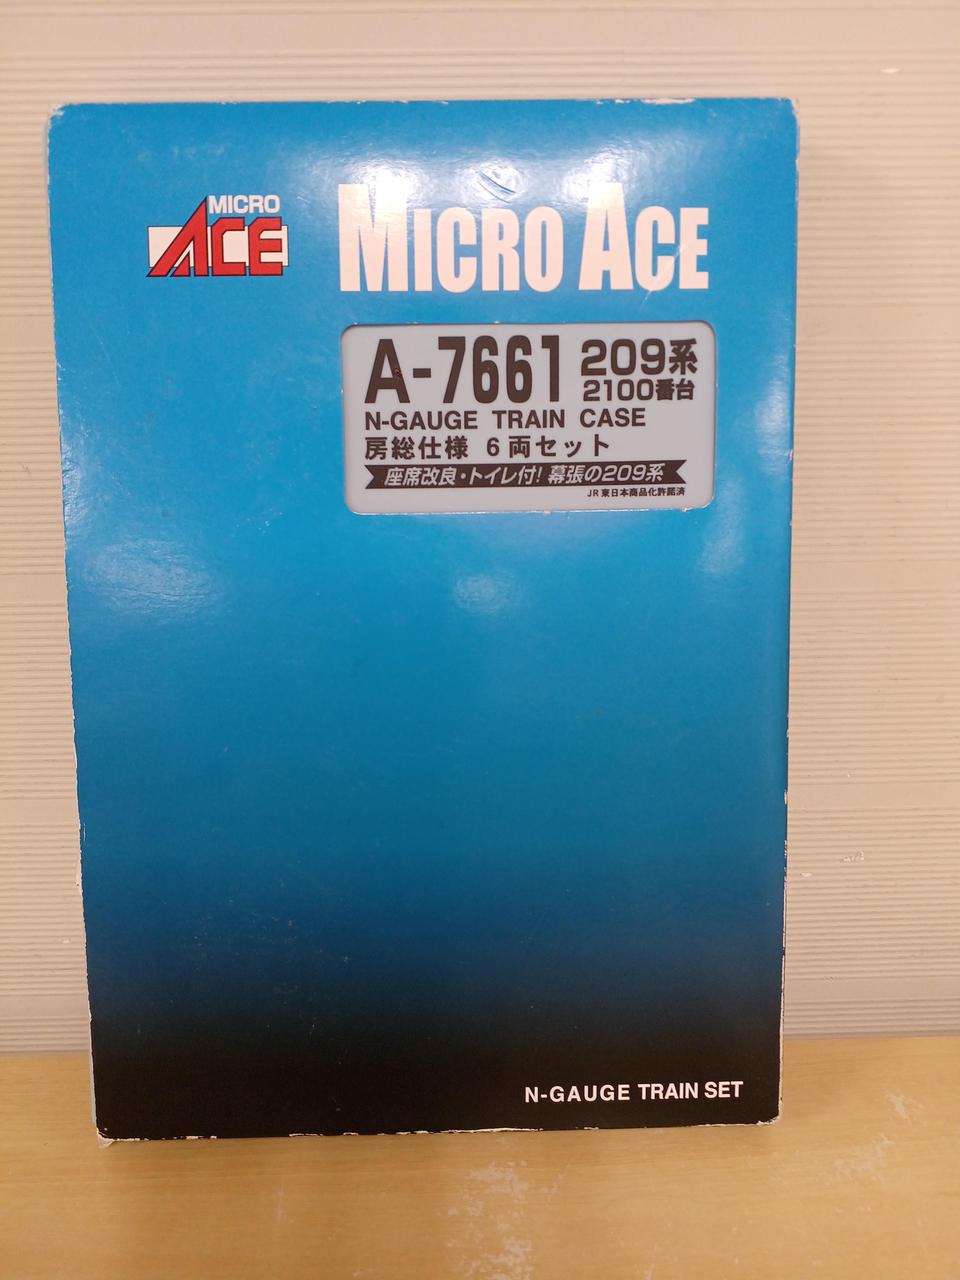 MICRO
ACE
MICRO ACE
A-7661 209系
2100番台
N-GAUGE TRAIN CASE
房総仕様 6両セット
座席改良・トイレ付! 幕張の209系
JR東日本商品化許諾済
N-GAUGE TRAIN SET